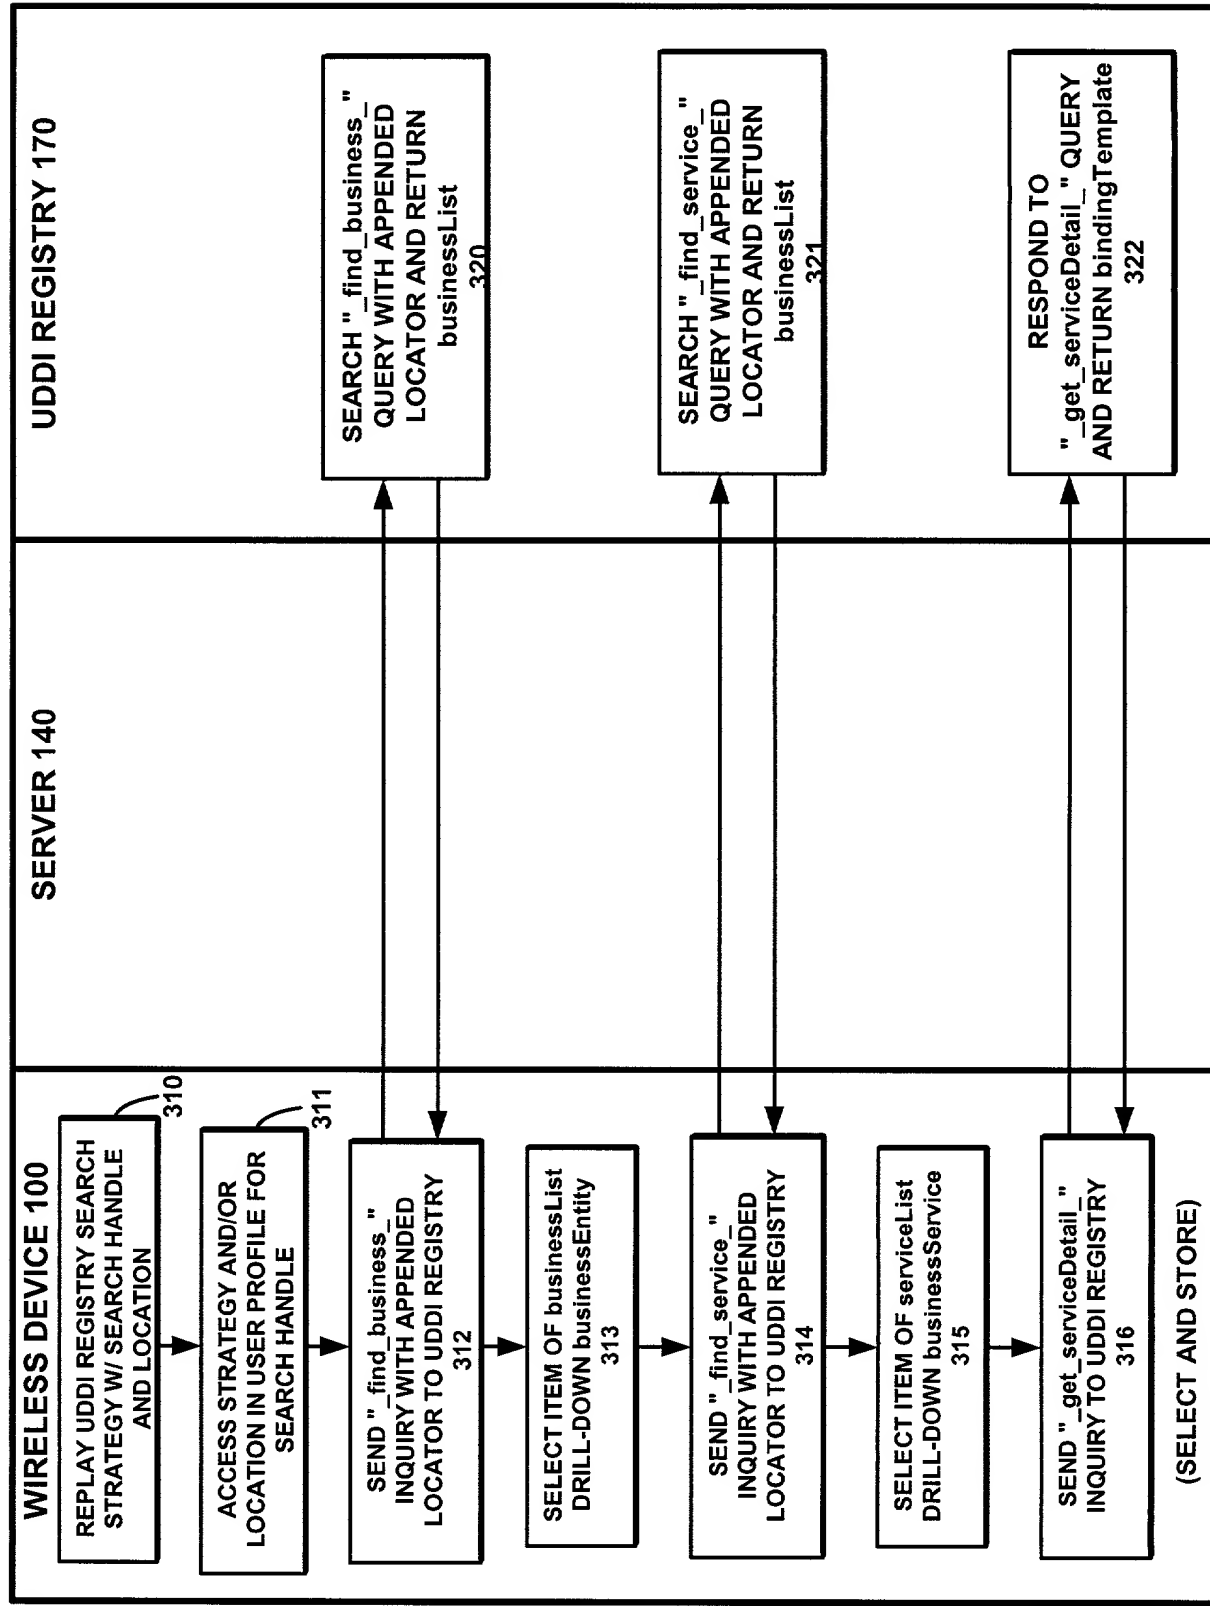 WIRELESS DEVICE 100
REPLAY UDDI REGISTRY SEARCH
STRATEGY W/ SEARCH HANDLE
AND LOCATION
310
ACCESS STRATEGY AND/OR
LOCATION IN USER PROFILE FOR
SEARCH HANDLE
311
SEND "_find_business_"
INQUIRY WITH APPENDED
LOCATOR TO UDDI REGISTRY
312
SELECT ITEM OF businessList
DRILL-DOWN businessEntity
313
SEND "_find_service_"
INQUIRY WITH APPENDED
LOCATOR TO UDDI REGISTRY
314
SELECT ITEM OF serviceList
DRILL-DOWN businessService
315
SEND "_get_serviceDetail_"
INQUIRY TO UDDI REGISTRY
316
(SELECT AND STORE)
SERVER 140
UDDI REGISTRY 170
SEARCH "_find_business_"
QUERY WITH APPENDED
LOCATOR AND RETURN
businessList
320
SEARCH "_find_service_"
QUERY WITH APPENDED
LOCATOR AND RETURN
businessList
321
RESPOND TO
"_get_serviceDetail_" QUERY
AND RETURN bindingTemplate
322